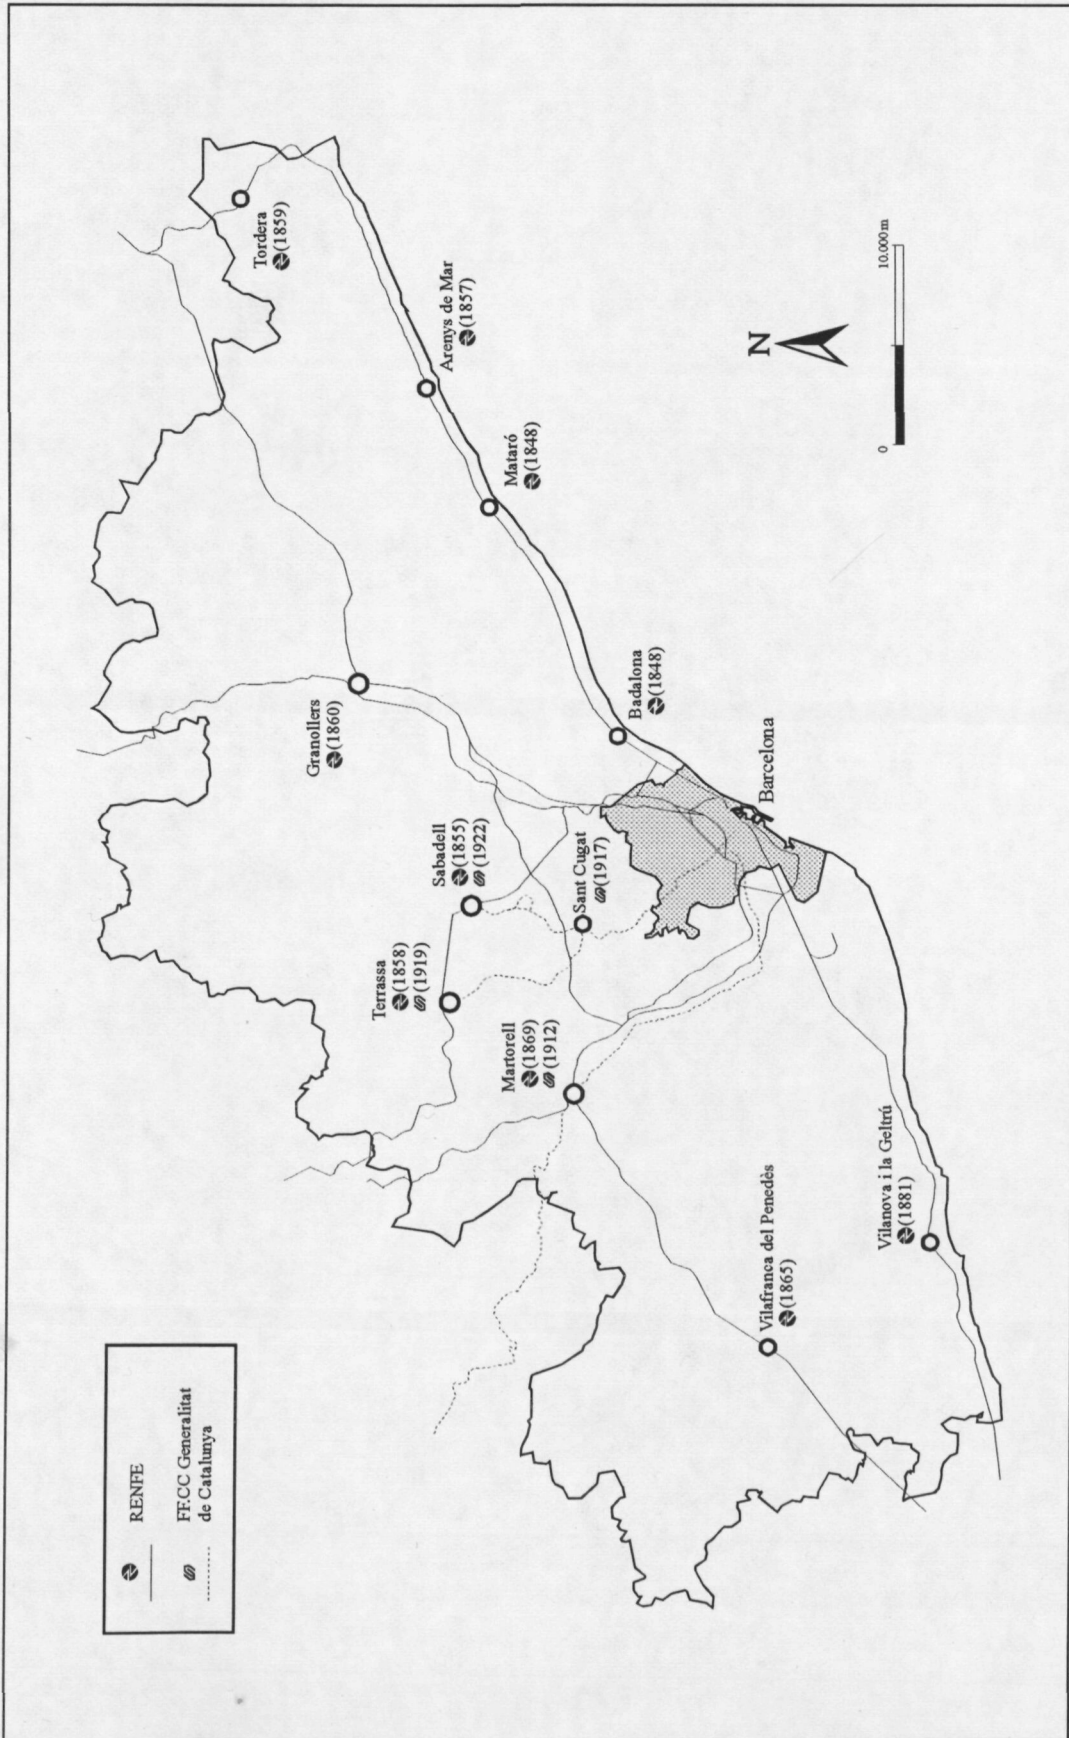 RENFE
FF.CC Generalitat
de Catalunya
Tordera
(1859)
Arenys de Mar
(1857)
Mataró
(1848)
Granollers
(1860)
Badalona
(1848)
Sabadell
(1855)
(1922)
Terrassa
(1858)
(1919)
Sant Cugat
(1917)
Martorell
(1869)
(1912)
Barcelona
Vilafranca del Penedès
(1865)
Vilanova i la Geltrú
(1881)
N
0
10.000m